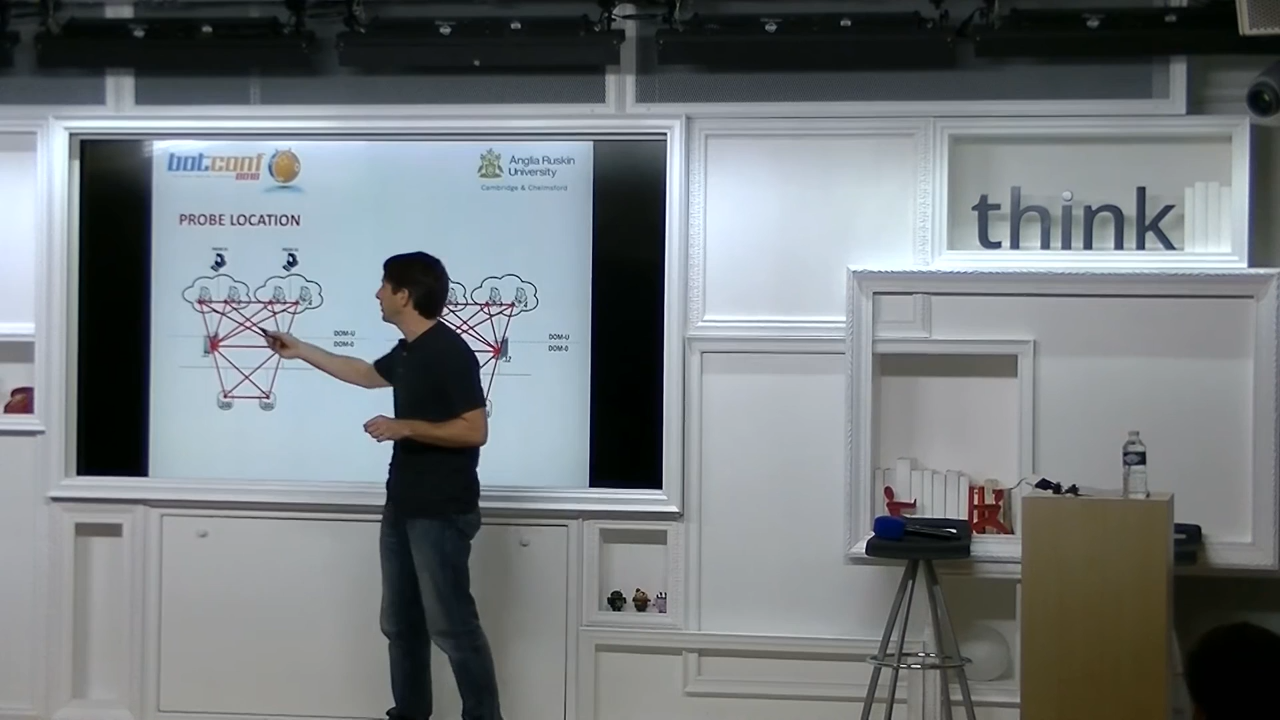 botconf
Anglia Ruskin
University
Cambridge & Chelmsford
PROBE LOCATION
DOM-U
DOM-0
DOM-U
DOM-0
think